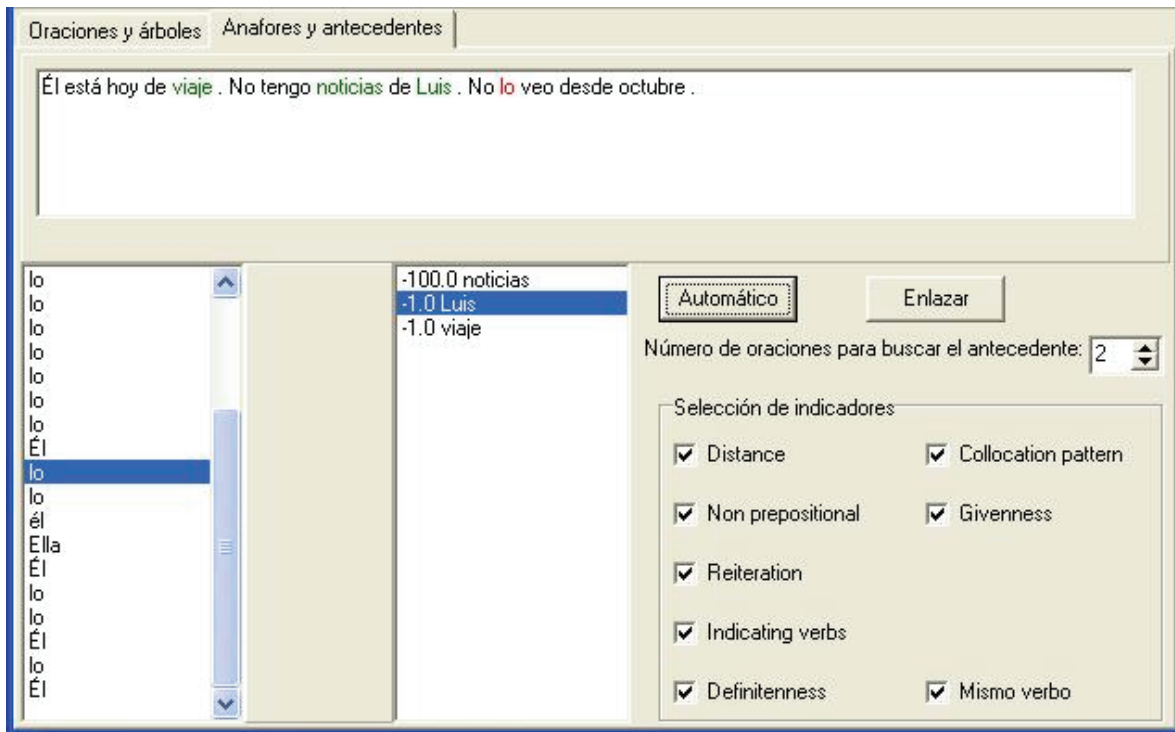 Oraciones y árboles
Anafores y antecedentes
Él está hoy de viaje . No tengo noticias de Luis . No lo veo desde octubre .
lo
lo
lo
lo
lo
lo
lo
Él
lo
lo
él
Ella
Él
lo
lo
Él
lo
Él
-100.0 noticias
-1.0 Luis
-1.0 viaje
Automático
Enlazar
Número de oraciones para buscar el antecedente: 2
Selección de indicadores
Distance
Collocation pattern
Non prepositional
Givenness
Reiteration
Indicating verbs
Definitenness
Mismo verbo